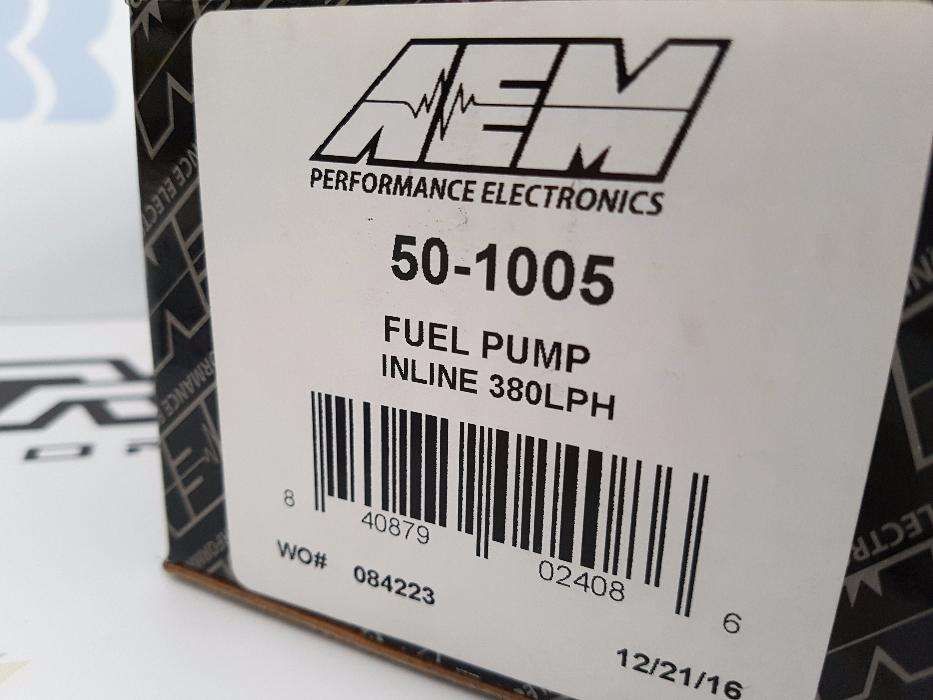 AEM
PERFORMANCE ELECTRONICS
50-1005
FUEL PUMP
INLINE 380LPH
8 40879 02408 6
WO# 084223
12/21/16